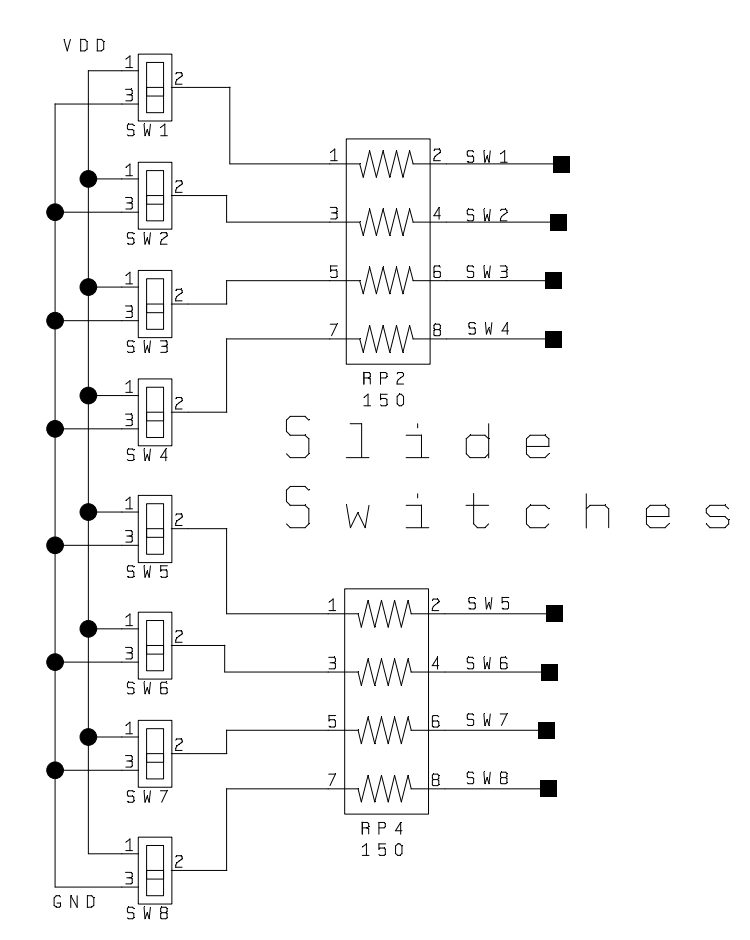 VDD
1 2
3
SW1
1 2 SW1
1 2
3
SW2
3 4 SW2
1 2
3
SW3
5 6 SW3
1 2
3
SW4
7 8 SW4
RP2
150
Slide
Switches
1 2
3
SW5
1 2 SW5
1 2
3
SW6
3 4 SW6
1 2
3
SW7
5 6 SW7
1 2
3
SW8
7 8 SW8
RP4
150
GND